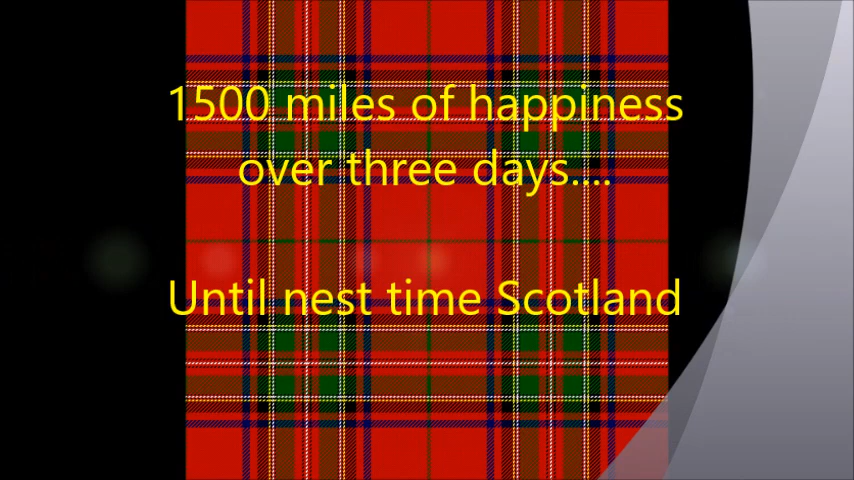 1500 miles of happiness
over three days....
Until nest time Scotland